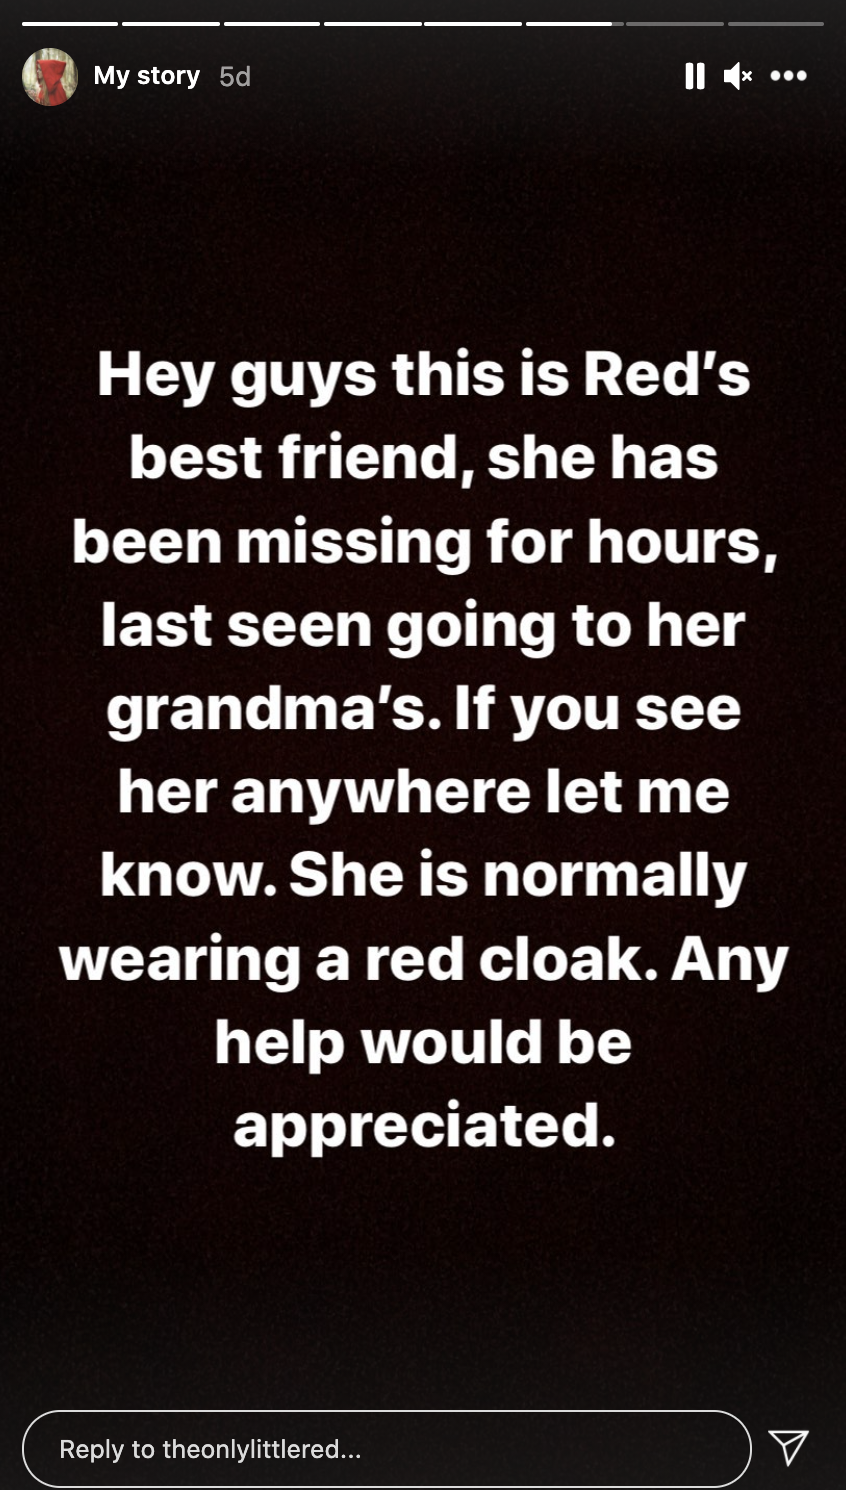 My story 5d
Hey guys this is Red’s
best friend, she has
been missing for hours,
last seen going to her
grandma’s. If you see
her anywhere let me
know. She is normally
wearing a red cloak. Any
help would be
appreciated.
Reply to theonlylittlered...